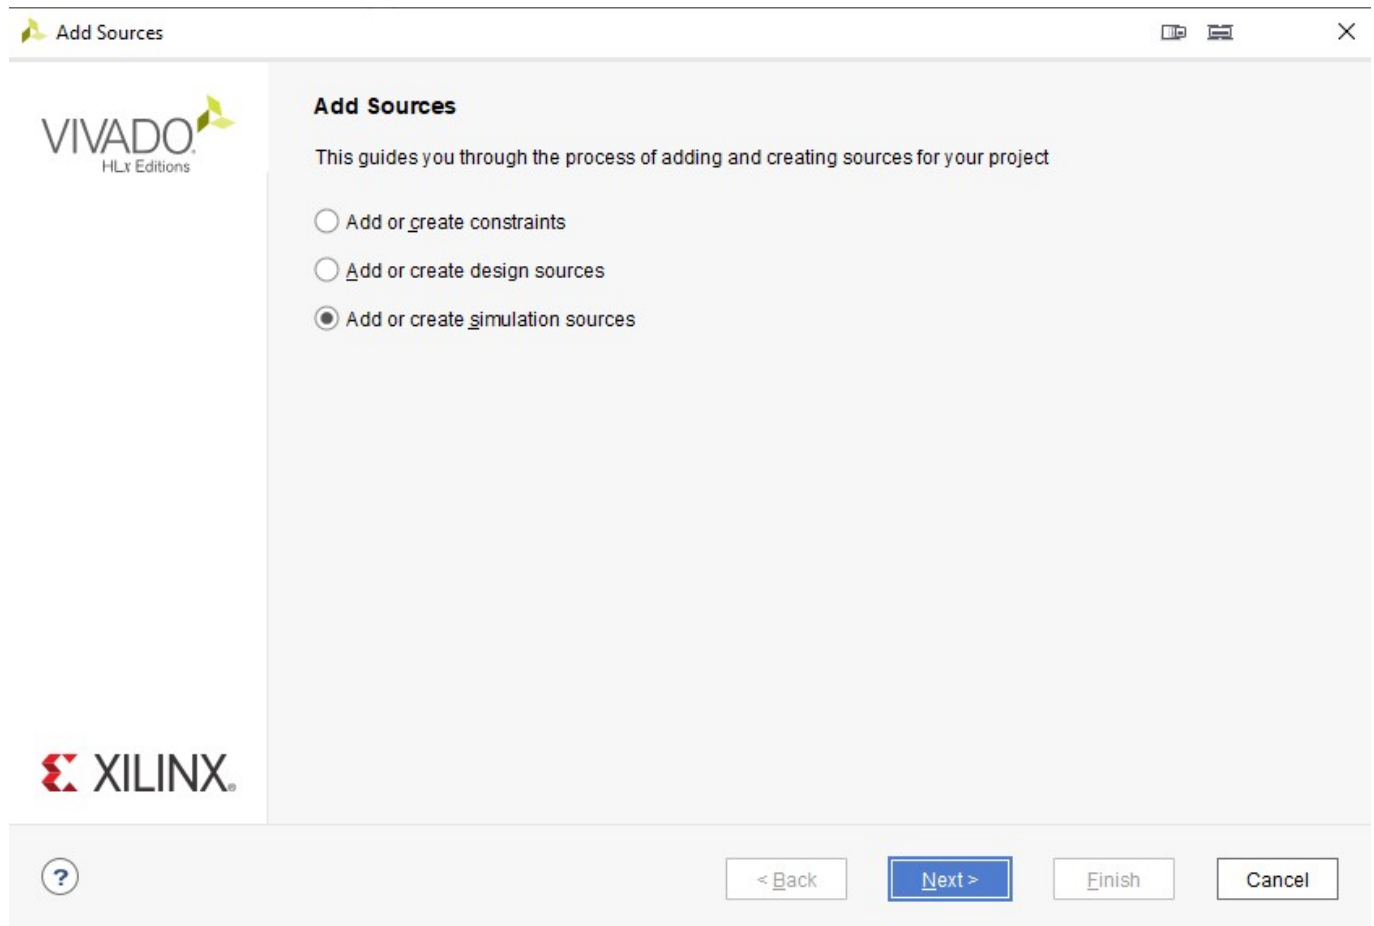 Add Sources
VIVADO
HLx Editions
Add Sources
This guides you through the process of adding and creating sources for your project
Add or create constraints
Add or create design sources
Add or create simulation sources
XILINX
?
< Back
Next >
Finish
Cancel